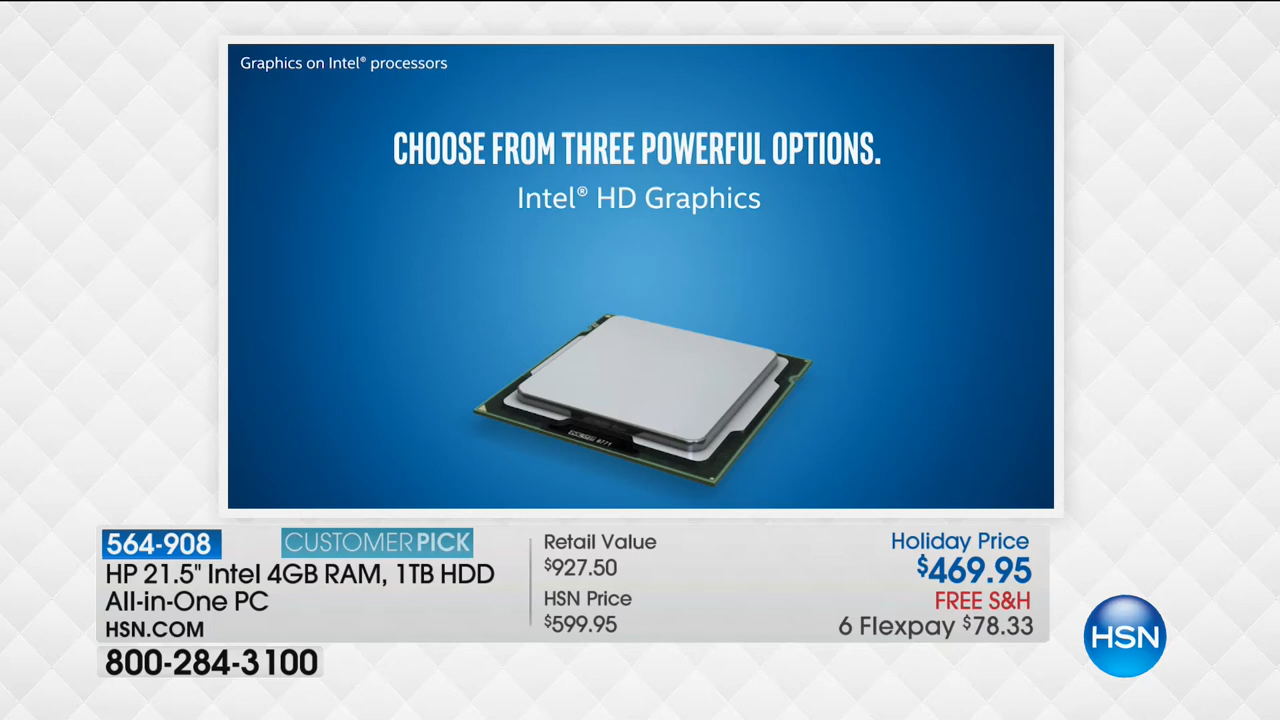 Graphics on Intel® processors
CHOOSE FROM THREE POWERFUL OPTIONS.
Intel® HD Graphics
564-908
CUSTOMER PICK
HP 21.5" Intel 4GB RAM, 1TB HDD
All-in-One PC
HSN.COM
800-284-3100
Retail Value
$927.50
HSN Price
$599.95
Holiday Price
$469.95
FREE S&H
6 Flexpay $78.33
HSN